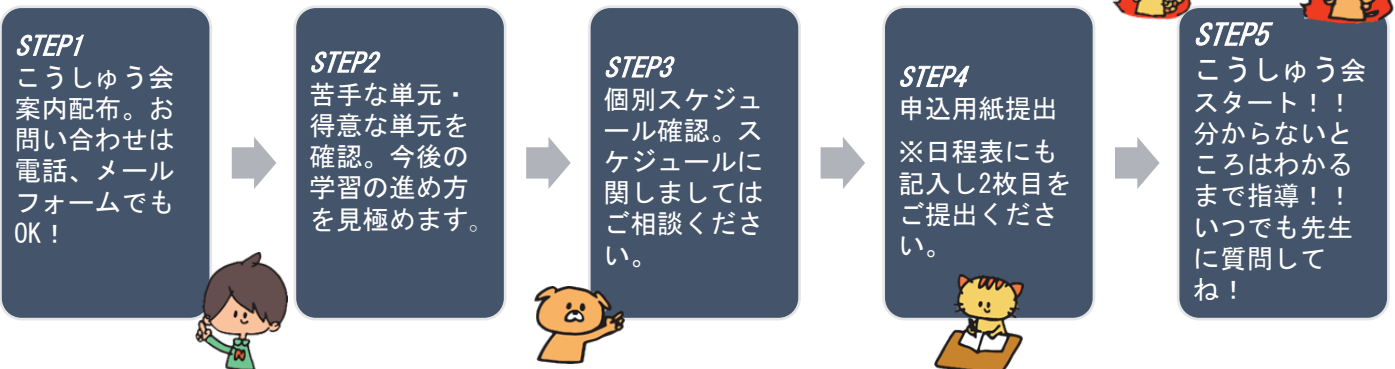 STEP1
こうしゅう会
案内配布。お
問い合わせは
電話、メール
フォームでも
OK！
STEP2
苦手な単元・
得意な単元を
確認。今後の
学習の進め方
を見極めます。
STEP3
個別スケジュ
ール確認。ス
ケジュールに
関しましては
ご相談くださ
い。
STEP4
申込用紙提出
※日程表にも
記入し2枚目を
ご提出くださ
い。
STEP5
こうしゅう会
スタート！！
分からないと
ころはわかる
まで指導！！
いつでも先生
に質問して
ね！